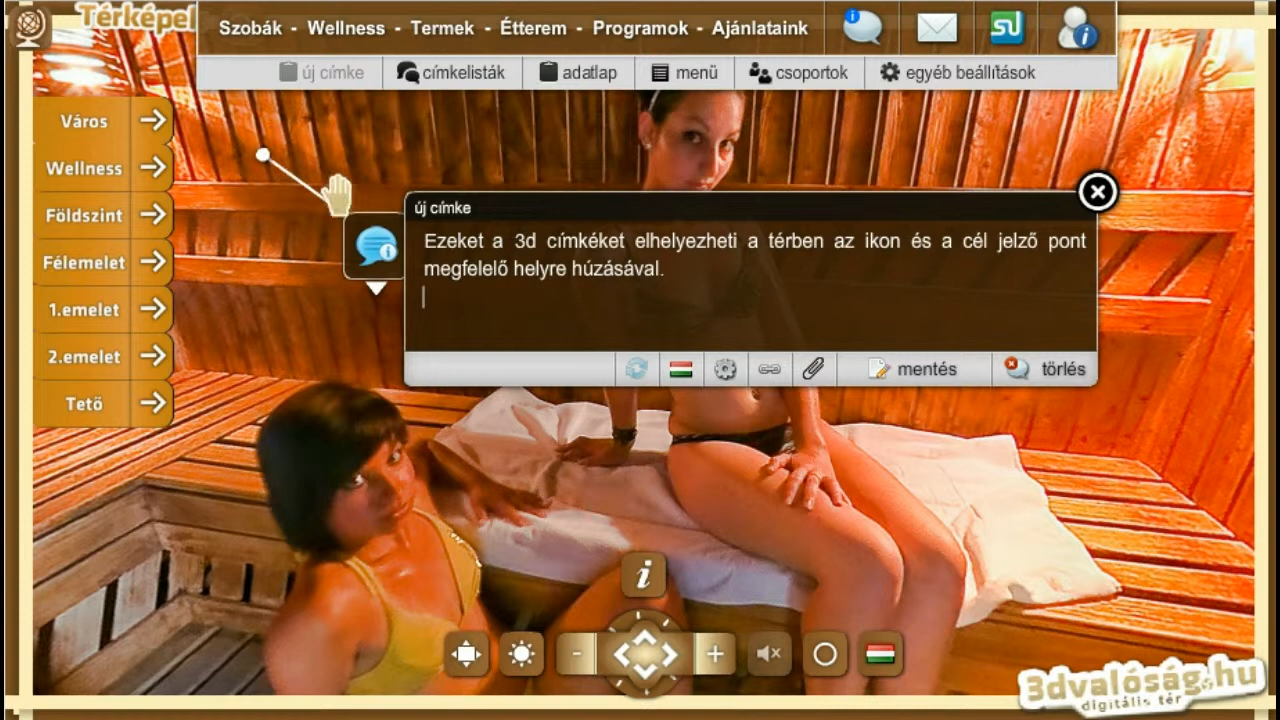 Térképe
Szobák - Wellness - Termek - Étterem - Programok - Ajánlataink
új címke
címkelisták
adatlap
menü
csoportok
egyéb beállítások
Város
Wellness
Földszint
Félemelet
1.emelet
2.emelet
Tető
új címke
Ezeket a 3d címkéket elhelyezheti a térben az ikon és a cél jelző pont
megfelelő helyre húzásával.
mentés
törlés
3dvalóság.hu
digitális tér